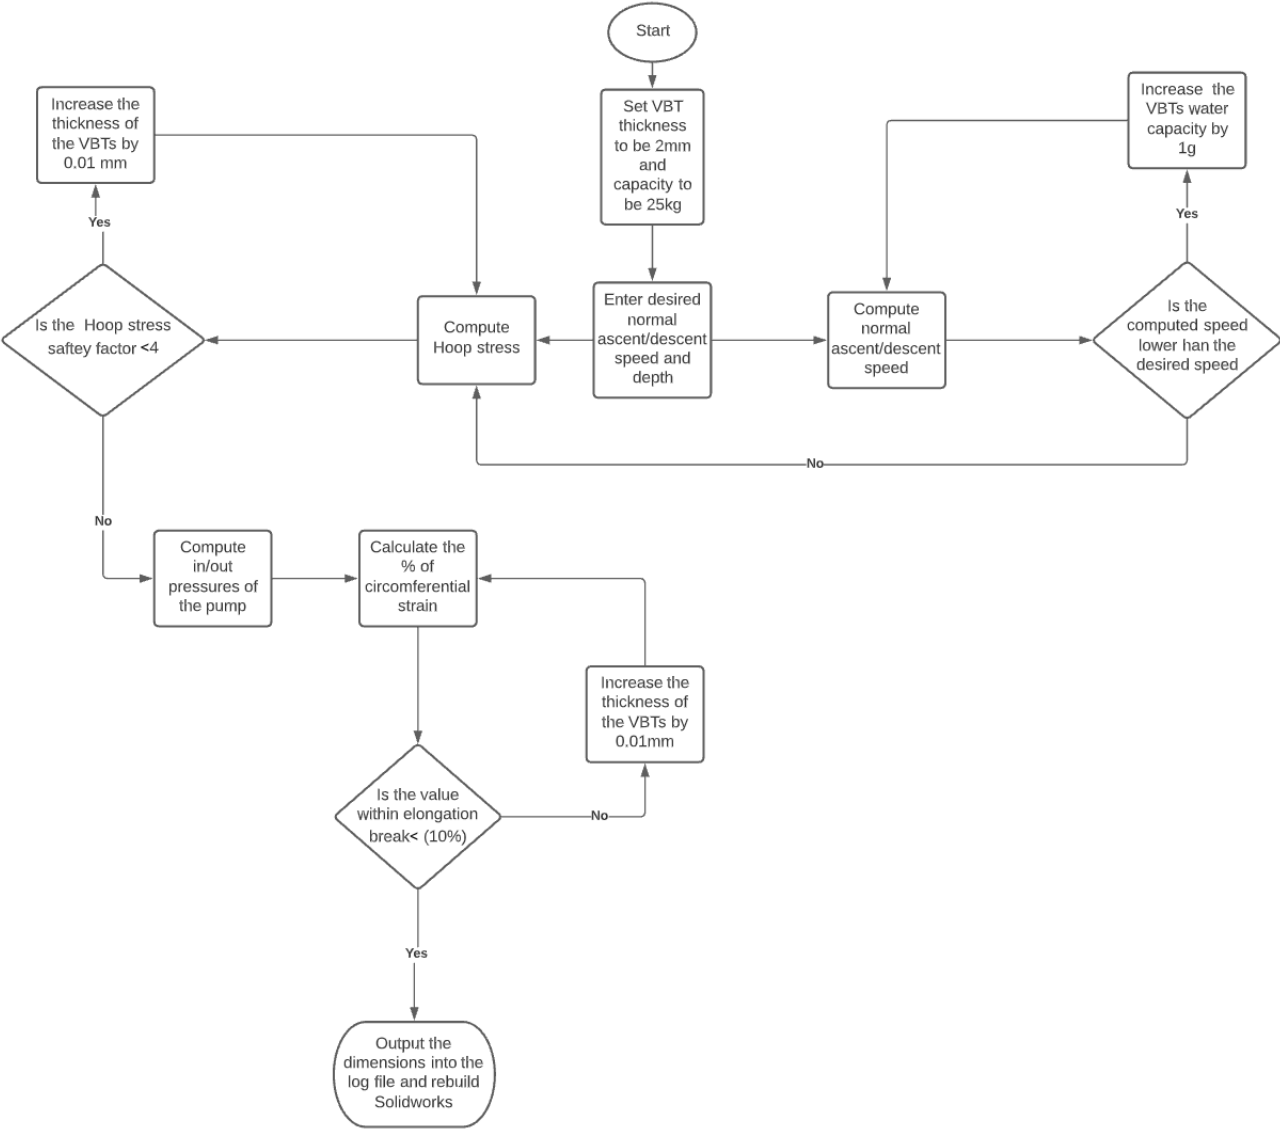 Start
Set VBT
thickness
to be 2mm
and
capacity to
be 25kg
Increase the
thickness of
the VBTs by
0.01 mm
Increase  the
VBTs water
capacity by
1g
Yes
Yes
Is the  Hoop stress
saftey factor <4
Compute
Hoop stress
Enter desired
normal
ascent/descent
speed and
depth
Compute
normal
ascent/descent
speed
Is the
computed speed
lower han the
desired speed
No
No
Compute
in/out
pressures of
the pump
Calculate the
% of
circomferential
strain
Increase the
thickness of
the VBTs by
0.01mm
Is the value
within elongation
break< (10%)
No
Yes
Output the
dimensions into the
log file and rebuild
Solidworks